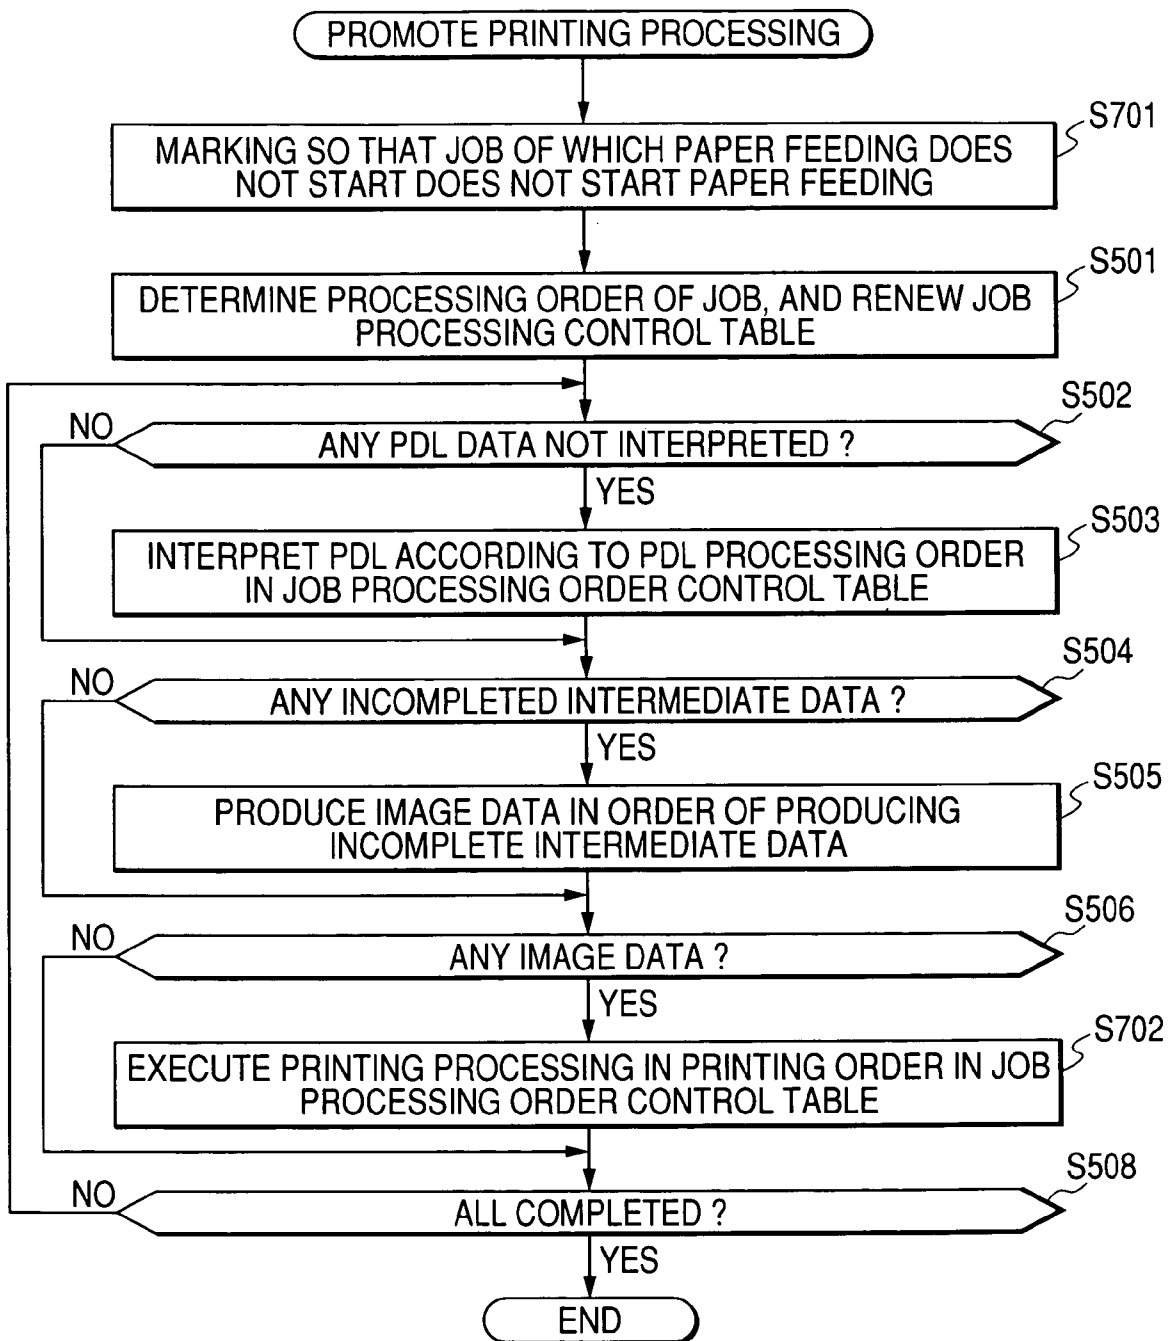 PROMOTE PRINTING PROCESSING
S701
MARKING SO THAT JOB OF WHICH PAPER FEEDING DOES
NOT START DOES NOT START PAPER FEEDING
S501
DETERMINE PROCESSING ORDER OF JOB, AND RENEW JOB
PROCESSING CONTROL TABLE
S502
NO
ANY PDL DATA NOT INTERPRETED ?
YES
S503
INTERPRET PDL ACCORDING TO PDL PROCESSING ORDER
IN JOB PROCESSING ORDER CONTROL TABLE
S504
NO
ANY INCOMPLETED INTERMEDIATE DATA ?
YES
S505
PRODUCE IMAGE DATA IN ORDER OF PRODUCING
INCOMPLETE INTERMEDIATE DATA
S506
NO
ANY IMAGE DATA ?
YES
S702
EXECUTE PRINTING PROCESSING IN PRINTING ORDER IN JOB
PROCESSING ORDER CONTROL TABLE
S508
NO
ALL COMPLETED ?
YES
END